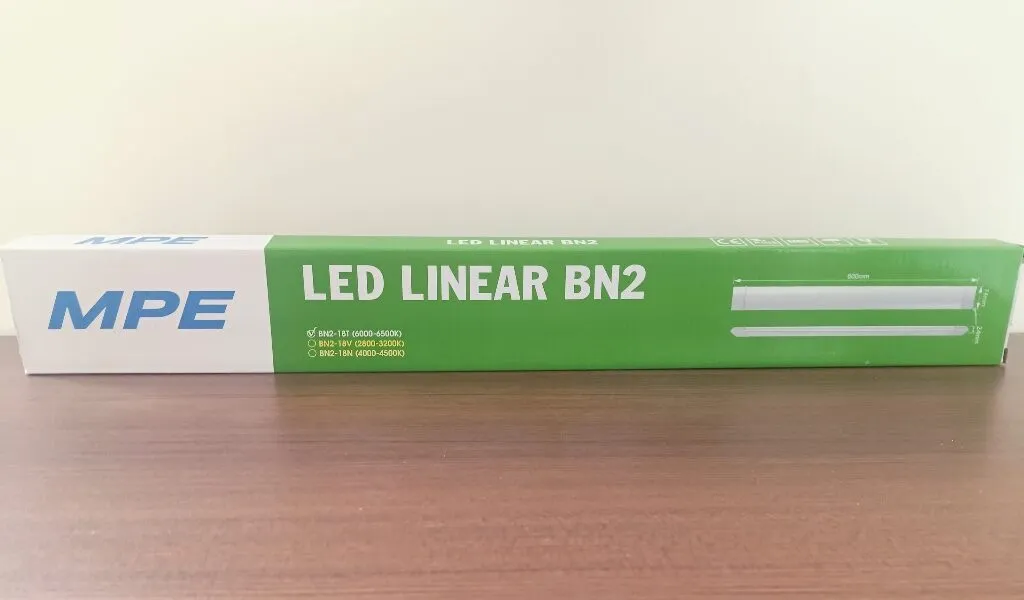 MPE
LED LINEAR BN2
MPE
LED LINEAR BN2
BN2-18T (6000-6500K)
BN2-18V (2800-3200K)
BN2-18N (4000-4500K)
600mm
24mm